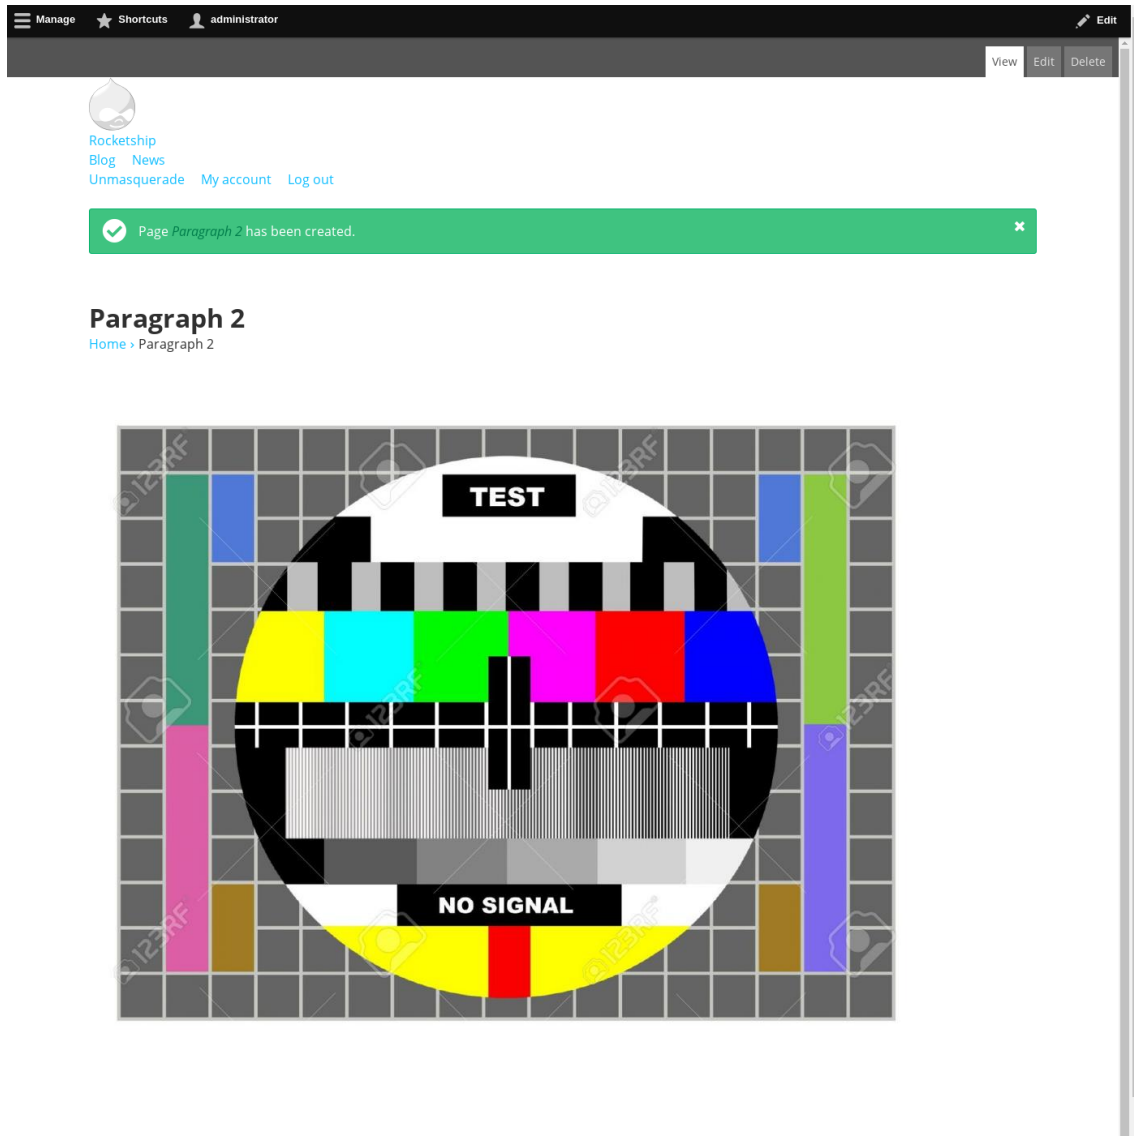 Manage Shortcuts administrator Edit
View Edit Delete
Rocketship
Blog News
Unmasquerade My account Log out
Page Paragraph 2 has been created.
Paragraph 2
Home › Paragraph 2
TEST
NO SIGNAL
123RF
123RF
123RF
123RF
123RF
123RF